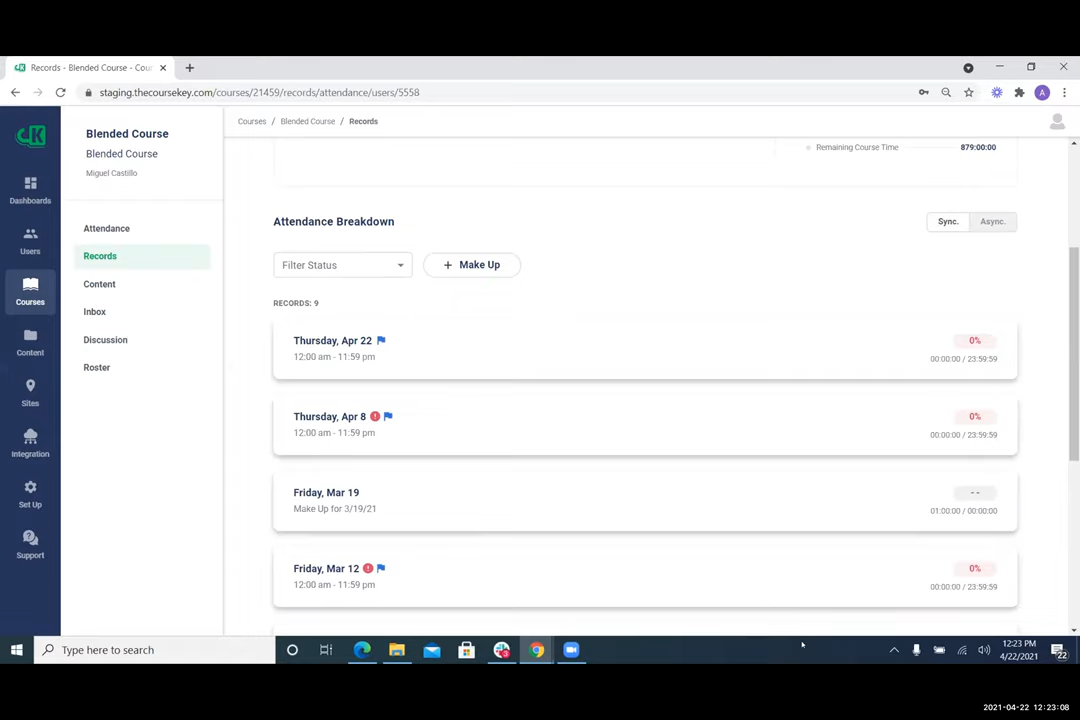 Records - Blended Course - Cour
staging.thecoursekey.com/courses/21459/records/attendance/users/5558
A
Blended Course
Blended Course
Miguel Castillo
Courses / Blended Course / Records
Remaining Course Time 879:00:00
Dashboards
Users
Courses
Content
Sites
Integration
Set Up
Support
Attendance
Records
Content
Inbox
Discussion
Roster
Attendance Breakdown
Sync. Async.
Filter Status
+ Make Up
RECORDS: 9
Thursday, Apr 22
12:00 am - 11:59 pm
0%
00:00:00 / 23:59:59
Thursday, Apr 8
12:00 am - 11:59 pm
0%
00:00:00 / 23:59:59
Friday, Mar 19
Make Up for 3/19/21
- -
01:00:00 / 00:00:00
Friday, Mar 12
12:00 am - 11:59 pm
0%
00:00:00 / 23:59:59
Type here to search
12:23 PM
4/22/2021
22
2021-04-22 12:23:08